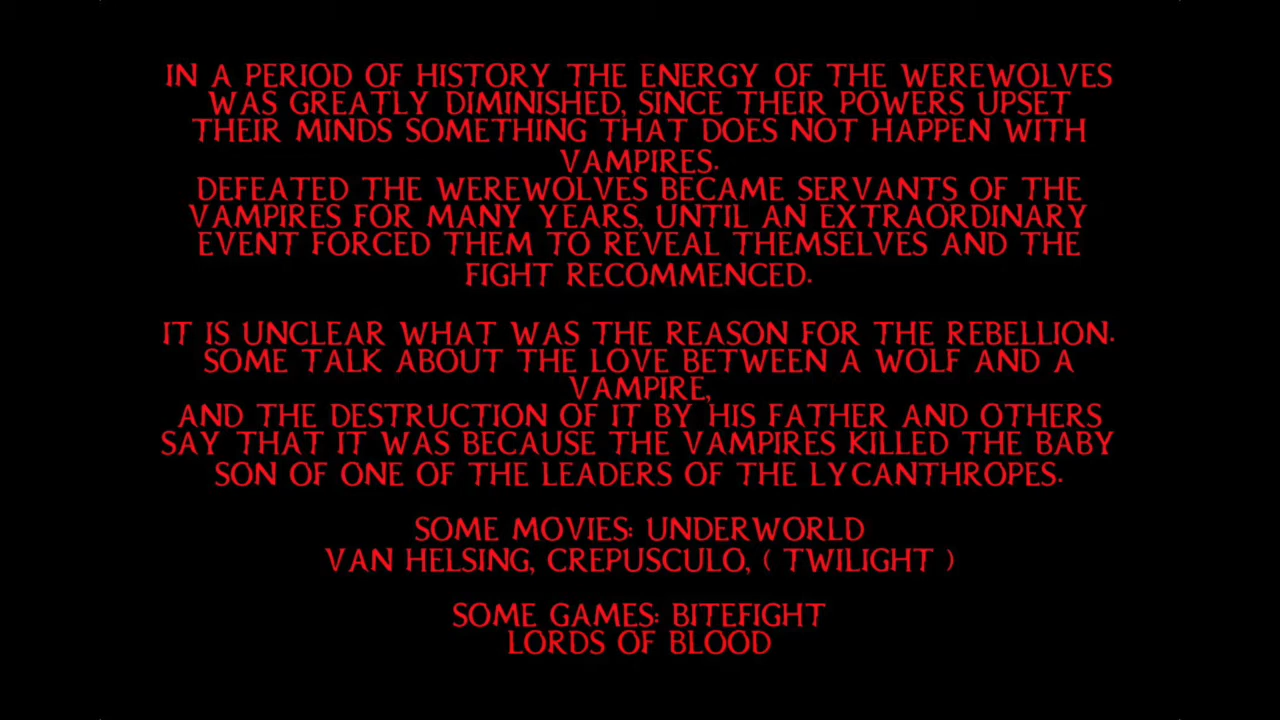 IN A PERIOD OF HISTORY THE ENERGY OF THE WEREWOLVES
WAS GREATLY DIMINISHED, SINCE THEIR POWERS UPSET
THEIR MINDS SOMETHING THAT DOES NOT HAPPEN WITH
VAMPIRES.
DEFEATED THE WEREWOLVES BECAME SERVANTS OF THE
VAMPIRES FOR MANY YEARS, UNTIL AN EXTRAORDINARY
EVENT FORCED THEM TO REVEAL THEMSELVES AND THE
FIGHT RECOMMENCED.
IT IS UNCLEAR WHAT WAS THE REASON FOR THE REBELLION.
SOME TALK ABOUT THE LOVE BETWEEN A WOLF AND A
VAMPIRE,
AND THE DESTRUCTION OF IT BY HIS FATHER AND OTHERS
SAY THAT IT WAS BECAUSE THE VAMPIRES KILLED THE BABY
SON OF ONE OF THE LEADERS OF THE LYCANTHROPES.
SOME MOVIES: UNDERWORLD
VAN HELSING, CREPUSCULO, ( TWILIGHT )
SOME GAMES: BITEFIGHT
LORDS OF BLOOD